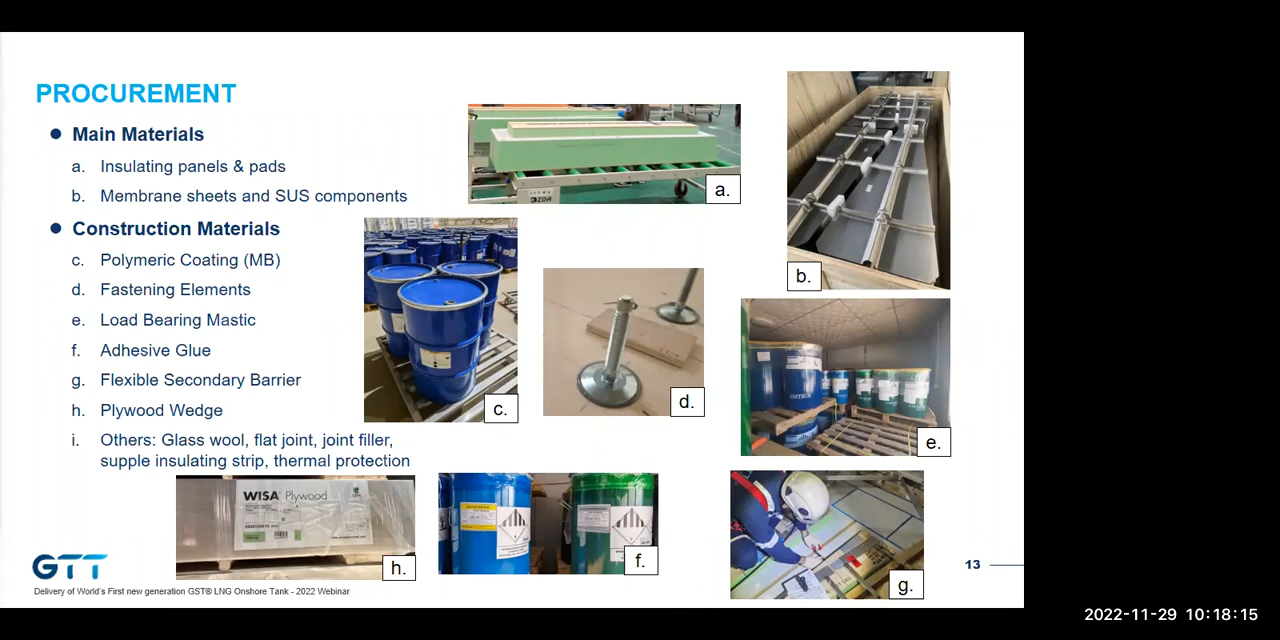 PROCUREMENT
● Main Materials
a. Insulating panels & pads
b. Membrane sheets and SUS components
● Construction Materials
c. Polymeric Coating (MB)
d. Fastening Elements
e. Load Bearing Mastic
f. Adhesive Glue
g. Flexible Secondary Barrier
h. Plywood Wedge
i. Others: Glass wool, flat joint, joint filler,
supple insulating strip, thermal protection
a.
b.
c.
d.
e.
WISA Plywood
h.
f.
g.
GTT
13
Delivery of World's First new generation GST® LNG Onshore Tank - 2022 Webinar
2022-11-29 10:18:15